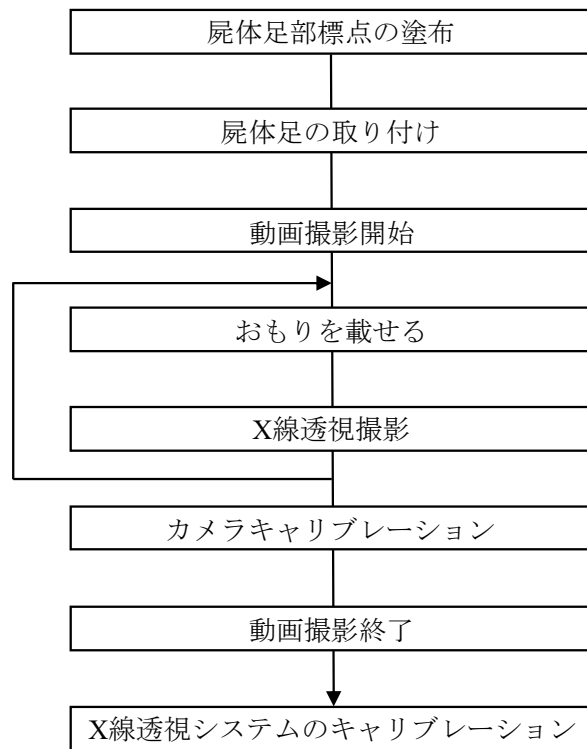 屍体足部標点の塗布
屍体足の取り付け
動画撮影開始
おもりを載せる
X線透視撮影
カメラキャリブレーション
動画撮影終了
X線透視システムのキャリブレーション